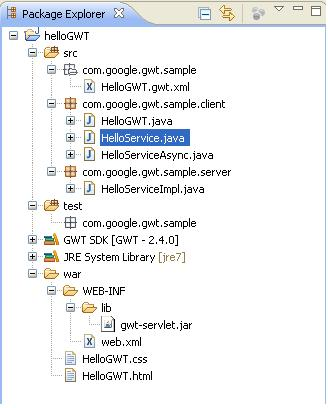 Package Explorer
helloGWT
src
com.google.gwt.sample
HelloGWT.gwt.xml
com.google.gwt.sample.client
HelloGWT.java
HelloService.java
HelloServiceAsync.java
com.google.gwt.sample.server
HelloServiceImpl.java
test
com.google.gwt.sample
GWT SDK [GWT - 2.4.0]
JRE System Library [jre7]
war
WEB-INF
lib
gwt-servlet.jar
web.xml
HelloGWT.css
HelloGWT.html